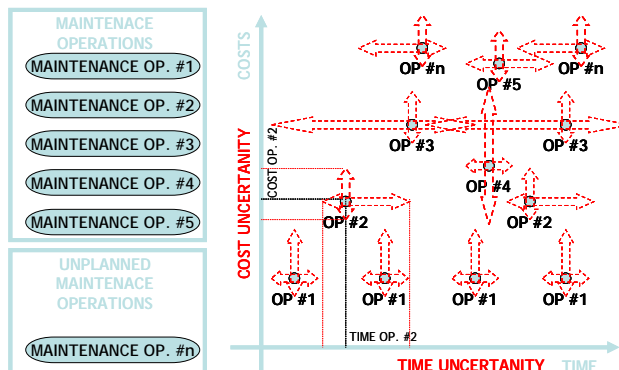 MAINTENACE
OPERATIONS
MAINTENANCE OP. #1
MAINTENANCE OP. #2
MAINTENANCE OP. #3
MAINTENANCE OP. #4
MAINTENANCE OP. #5
UNPLANNED
MAINTENACE
OPERATIONS
MAINTENANCE OP. #n
COSTS
COST UNCERTANITY
COST OP. #2
OP #n
OP #n
OP #5
OP #3
OP #3
OP #4
OP #2
OP #2
OP #1
OP #1
OP #1
OP #1
TIME OP. #2
TIME UNCERTANITY TIME